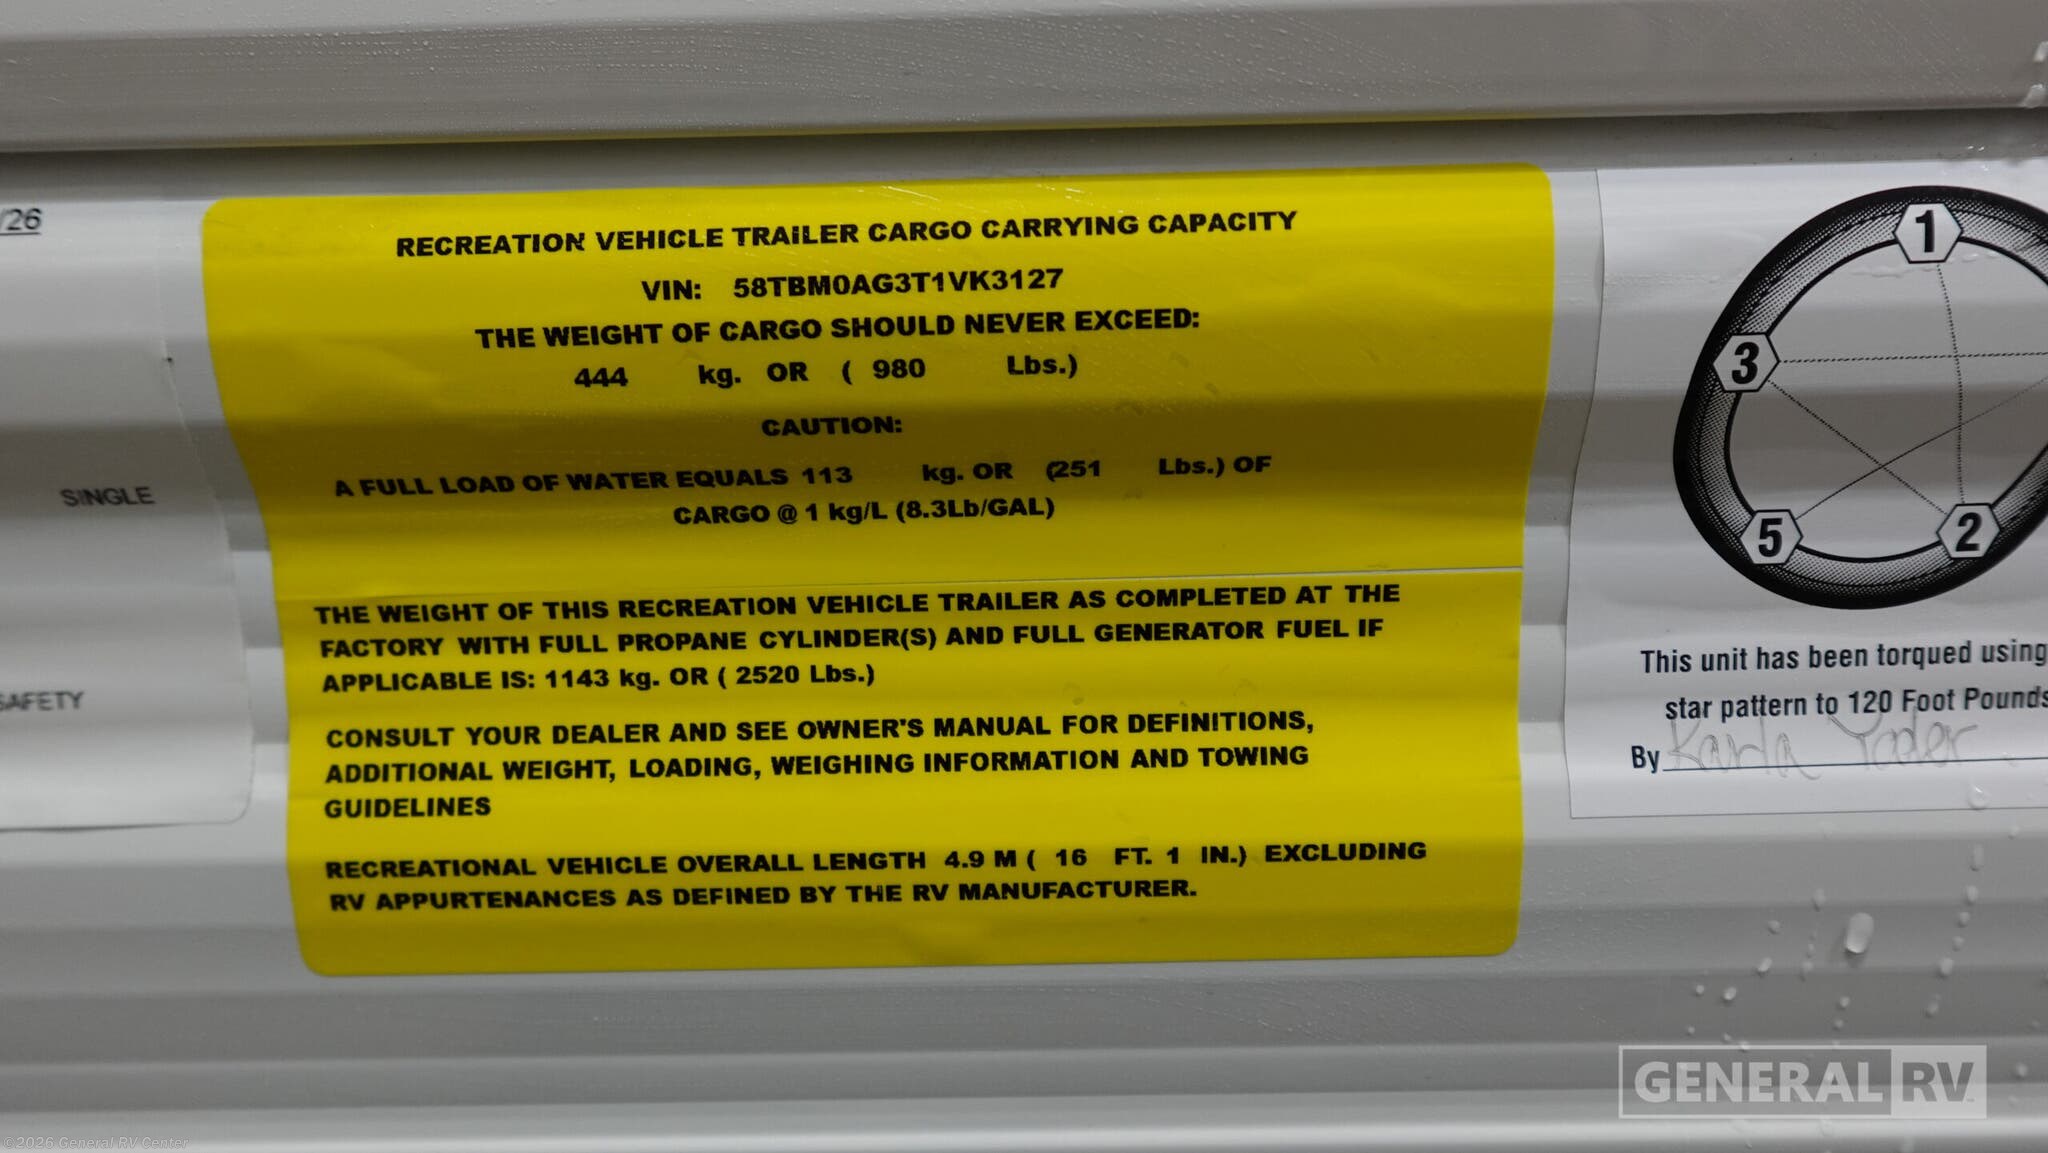 /26
SINGLE
SAFETY
RECREATION VEHICLE TRAILER CARGO CARRYING CAPACITY
VIN: 58TBM0AG3T1VK3127
THE WEIGHT OF CARGO SHOULD NEVER EXCEED:
444 kg. OR ( 980 Lbs.)
CAUTION:
A FULL LOAD OF WATER EQUALS 113 kg. OR (251 Lbs.) OF
CARGO @ 1 kg/L (8.3Lb/GAL)
THE WEIGHT OF THIS RECREATION VEHICLE TRAILER AS COMPLETED AT THE
FACTORY WITH FULL PROPANE CYLINDER(S) AND FULL GENERATOR FUEL IF
APPLICABLE IS: 1143 kg. OR ( 2520 Lbs.)
CONSULT YOUR DEALER AND SEE OWNER'S MANUAL FOR DEFINITIONS,
ADDITIONAL WEIGHT, LOADING, WEIGHING INFORMATION AND TOWING
GUIDELINES
RECREATIONAL VEHICLE OVERALL LENGTH 4.9 M ( 16 FT. 1 IN.) EXCLUDING
RV APPURTENANCES AS DEFINED BY THE RV MANUFACTURER.
1
3
5
2
This unit has been torqued using
star pattern to 120 Foot Pounds
By Karla Yoder
GENERAL RV
©2026 General RV Center